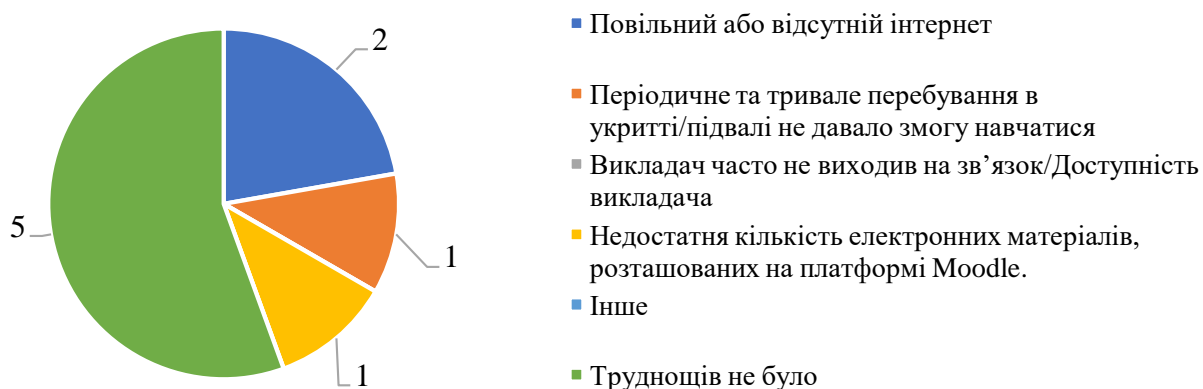 2
1
1
5
Повільний або відсутній інтернет
Періодичне та тривале перебування в
укритті/підвалі не давало змогу навчатися
Викладач часто не виходив на зв’язок/Доступність
викладача
Недостатня кількість електронних матеріалів,
розташованих на платформі Moodle.
Інше
Труднощів не було